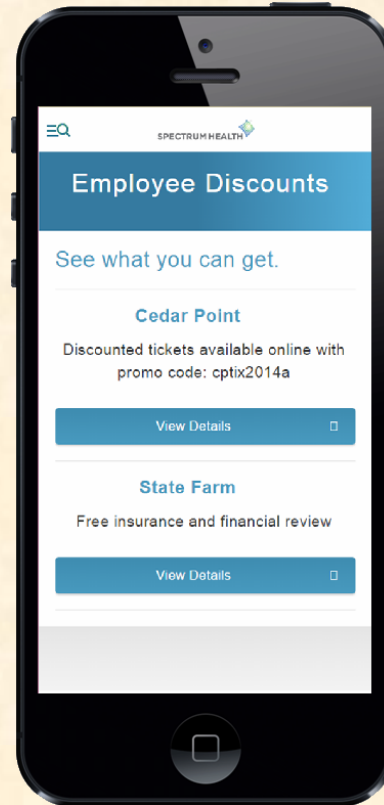 SPECTRUM HEALTH
Employee Discounts
See what you can get.
Cedar Point
Discounted tickets available online with
promo code: cptix2014a
View Details
State Farm
Free insurance and financial review
View Details